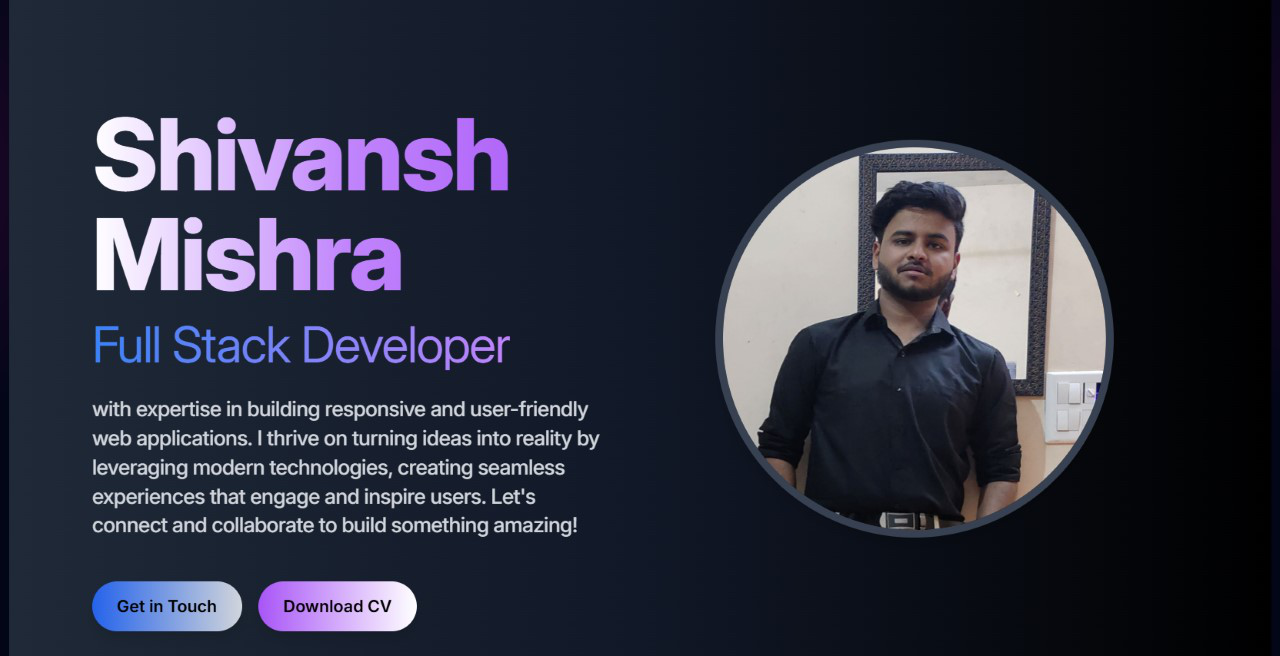 Shivansh
Mishra
Full Stack Developer
with expertise in building responsive and user-friendly
web applications. I thrive on turning ideas into reality by
leveraging modern technologies, creating seamless
experiences that engage and inspire users. Let's
connect and collaborate to build something amazing!
Get in Touch
Download CV